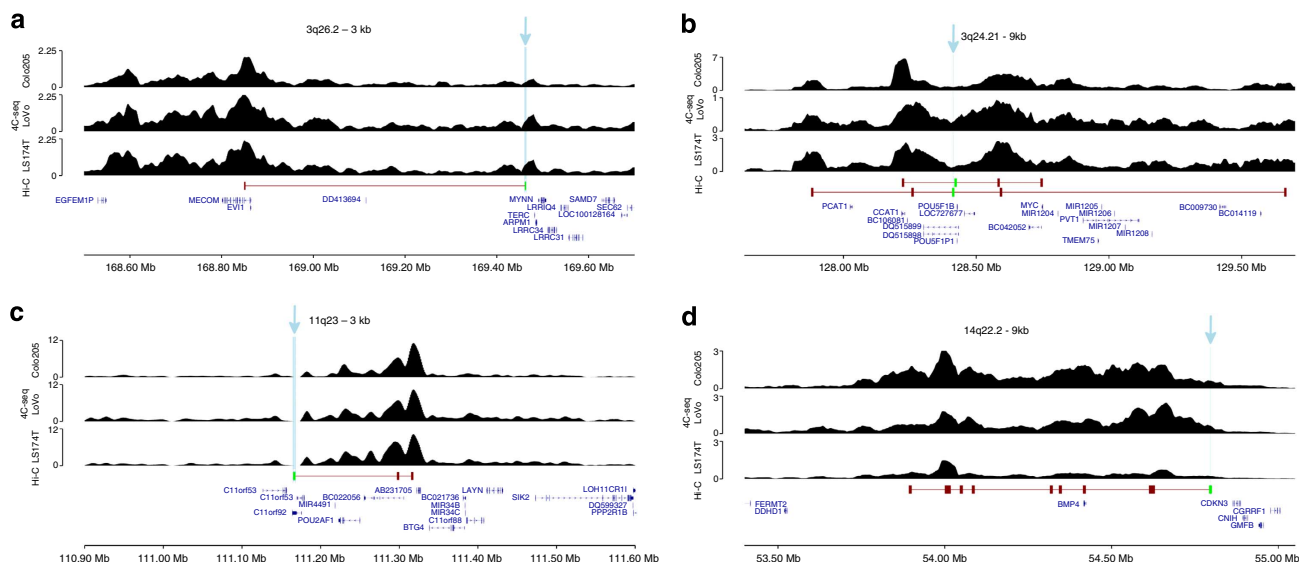 a
3q26.2 – 3 kb
2.25
0
Colo205
2.25
0
4C-seq
LoVo
2.25
0
LS174T
Hi-C
EGFEM1P
MECOM
EVI1
DD413694
MYNN
LRRIQ4
TERC
ARPM1
LRRC34
LRRC31
SAMD7
SEC62
LOC100128164
168.60 Mb
168.80 Mb
169.00 Mb
169.20 Mb
169.40 Mb
169.60 Mb
b
3q24.21 - 9kb
7
0
Colo205
1
0
4C-seq
LoVo
3
0
LS174T
Hi-C
PCAT1
CCAT1
BC106081
DQ515899
DQ515898
POU5F1B
LOC727677
POU5F1P1
MYC
MIR1204
BC042052
MIR1205
MIR1206
PVT1
MIR1207
MIR1208
TMEM75
BC009730
BC014119
128.00 Mb
128.50 Mb
129.00 Mb
129.50 Mb
c
11q23 – 3 kb
12
0
Colo205
12
0
4C-seq
LoVo
12
0
LS174T
Hi-C
C11orf53
C11orf53
MIR4491
C11orf92
POU2AF1
BC022056
AB231705
BC021736
MIR34B
MIR34C
C11orf88
BTG4
LAYN
SIK2
LOH11CR1I
DQ599327
PPP2R1B
110.90 Mb
111.00 Mb
111.10 Mb
111.20 Mb
111.30 Mb
111.40 Mb
111.50 Mb
111.60 Mb
d
14q22.2 - 9kb
3
0
Colo205
3
0
4C-seq
LoVo
3
0
LS174T
Hi-C
FERMT2
DDHD1
BMP4
CDKN3
CGRRF1
CNIH
GMFB
53.50 Mb
54.00 Mb
54.50 Mb
55.00 Mb